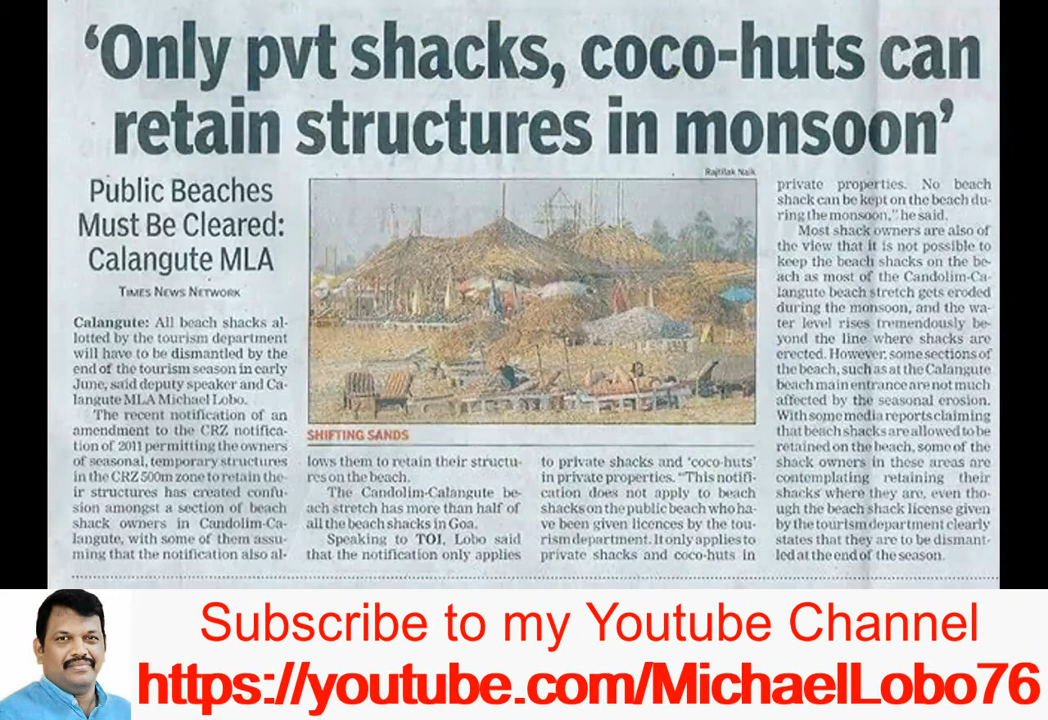 ‘Only pvt shacks, coco-huts can
retain structures in monsoon’
Public Beaches
Must Be Cleared:
Calangute MLA
TIMES NEWS NETWORK
Calangute: All beach shacks al-
lotted by the tourism department
will have to be dismantled by the
end of the tourism season in early
June, said deputy speaker and Ca-
langute MLA Michael Lobo.
The recent notification of an
amendment to the CRZ notifica-
tion of 2011 permitting the owners
of seasonal, temporary structures
in the CRZ 500m zone to retain the-
ir structures has created confu-
sion amongst a section of beach
shack owners in Candolim-Ca-
langute, with some of them assu-
ming that the notification also al-
Rajtilak Naik
SHIFTING SANDS
lows them to retain their structu-
res on the beach.
The Candolim-Calangute be-
ach stretch has more than half of
all the beach shacks in Goa.
Speaking to TOI, Lobo said
that the notification only applies
to private shacks and ‘coco-huts’
in private properties. “This notifi-
cation does not apply to beach
shacks on the public beach who ha-
ve been given licences by the tou-
rism department. It only applies to
private shacks and coco-huts in
private properties. No beach
shack can be kept on the beach du-
ring the monsoon,” he said.
Most shack owners are also of
the view that it is not possible to
keep the beach shacks on the be-
ach as most of the Candolim-Ca-
langute beach stretch gets eroded
during the monsoon, and the wa-
ter level rises tremendously be-
yond the line where shacks are
erected. However, some sections of
the beach, such as at the Calangute
beach main entrance are not much
affected by the seasonal erosion.
With some media reports claiming
that beach shacks are allowed to be
retained on the beach, some of the
shack owners in these areas are
contemplating retaining their
shacks where they are, even tho-
ugh the beach shack license given
by the tourism department clearly
states that they are to be dismant-
led at the end of the season.
Subscribe to my Youtube Channel
https://youtube.com/MichaelLobo76